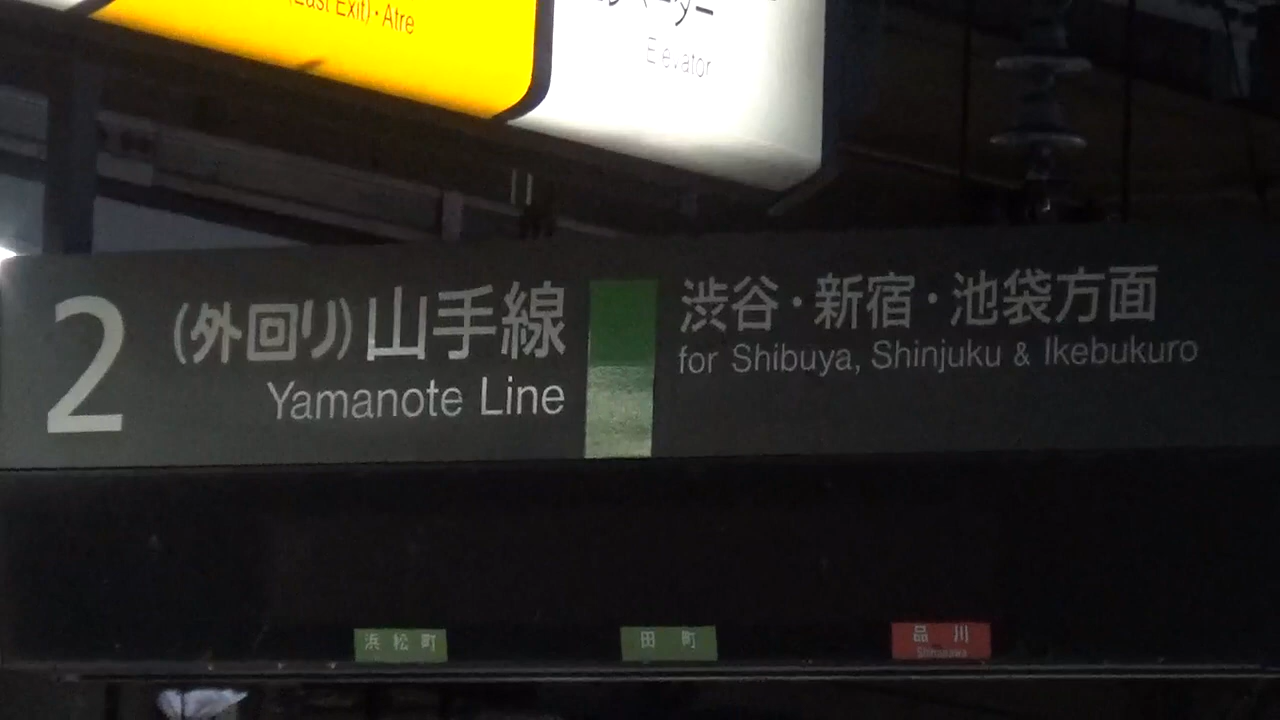 (East Exit)・Atre
Elevator
2
(外回り)山手線
Yamanote Line
渋谷・新宿・池袋方面
for Shibuya, Shinjuku & Ikebukuro
浜松町
田町
品川
Shinagawa